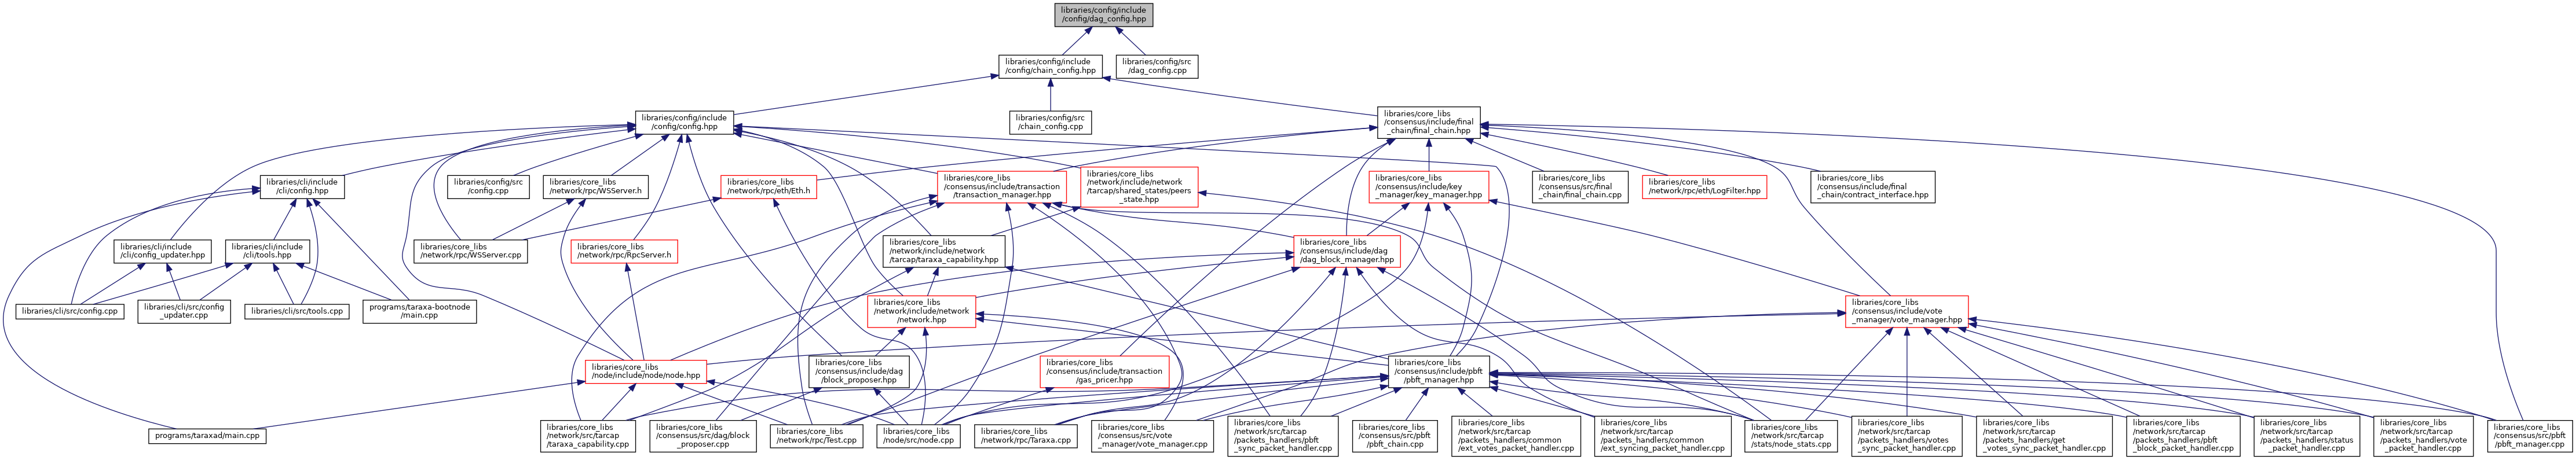 libraries/config/include
/config/dag_config.hpp
libraries/config/include
/config/chain_config.hpp
libraries/config/src
/dag_config.cpp
libraries/config/include
/config/config.hpp
libraries/config/src
/chain_config.cpp
libraries/core_libs
/consensus/include/final
_chain/final_chain.hpp
libraries/cli/include
/cli/config.hpp
libraries/config/src
/config.cpp
libraries/core_libs
/network/rpc/WSServer.h
libraries/core_libs
/network/rpc/eth/Eth.h
libraries/core_libs
/consensus/include/transaction
/transaction_manager.hpp
libraries/core_libs
/network/include/network
/tarcap/shared_states/peers
_state.hpp
libraries/core_libs
/consensus/include/key
_manager/key_manager.hpp
libraries/core_libs
/consensus/src/final
_chain/final_chain.cpp
libraries/core_libs
/network/rpc/eth/LogFilter.hpp
libraries/core_libs
/consensus/include/final
_chain/contract_interface.hpp
libraries/cli/include
/cli/config_updater.hpp
libraries/cli/include
/cli/tools.hpp
libraries/core_libs
/network/rpc/WSServer.cpp
libraries/core_libs
/network/rpc/RpcServer.h
libraries/core_libs
/network/include/network
/tarcap/taraxa_capability.hpp
libraries/core_libs
/consensus/include/dag
/dag_block_manager.hpp
libraries/cli/src/config.cpp
libraries/cli/src/config
_updater.cpp
libraries/cli/src/tools.cpp
programs/taraxa-bootnode
/main.cpp
libraries/core_libs
/network/include/network
/network.hpp
libraries/core_libs
/consensus/include/vote
_manager/vote_manager.hpp
libraries/core_libs
/node/include/node/node.hpp
libraries/core_libs
/consensus/include/dag
/block_proposer.hpp
libraries/core_libs
/consensus/include/transaction
/gas_pricer.hpp
libraries/core_libs
/consensus/include/pbft
/pbft_manager.hpp
programs/taraxad/main.cpp
libraries/core_libs
/network/src/tarcap
/taraxa_capability.cpp
libraries/core_libs
/consensus/src/dag/block
_proposer.cpp
libraries/core_libs
/network/rpc/Test.cpp
libraries/core_libs
/node/src/node.cpp
libraries/core_libs
/network/rpc/Taraxa.cpp
libraries/core_libs
/consensus/src/vote
_manager/vote_manager.cpp
libraries/core_libs
/network/src/tarcap
/packets_handlers/pbft
_sync_packet_handler.cpp
libraries/core_libs
/consensus/src/pbft
/pbft_chain.cpp
libraries/core_libs
/network/src/tarcap
/packets_handlers/common
/ext_votes_packet_handler.cpp
libraries/core_libs
/network/src/tarcap
/packets_handlers/common
/ext_syncing_packet_handler.cpp
libraries/core_libs
/network/src/tarcap
/stats/node_stats.cpp
libraries/core_libs
/network/src/tarcap
/packets_handlers/votes
_sync_packet_handler.cpp
libraries/core_libs
/network/src/tarcap
/packets_handlers/get
_votes_sync_packet_handler.cpp
libraries/core_libs
/network/src/tarcap
/packets_handlers/pbft
_block_packet_handler.cpp
libraries/core_libs
/network/src/tarcap
/packets_handlers/status
_packet_handler.cpp
libraries/core_libs
/network/src/tarcap
/packets_handlers/vote
_packet_handler.cpp
libraries/core_libs
/consensus/src/pbft
/pbft_manager.cpp